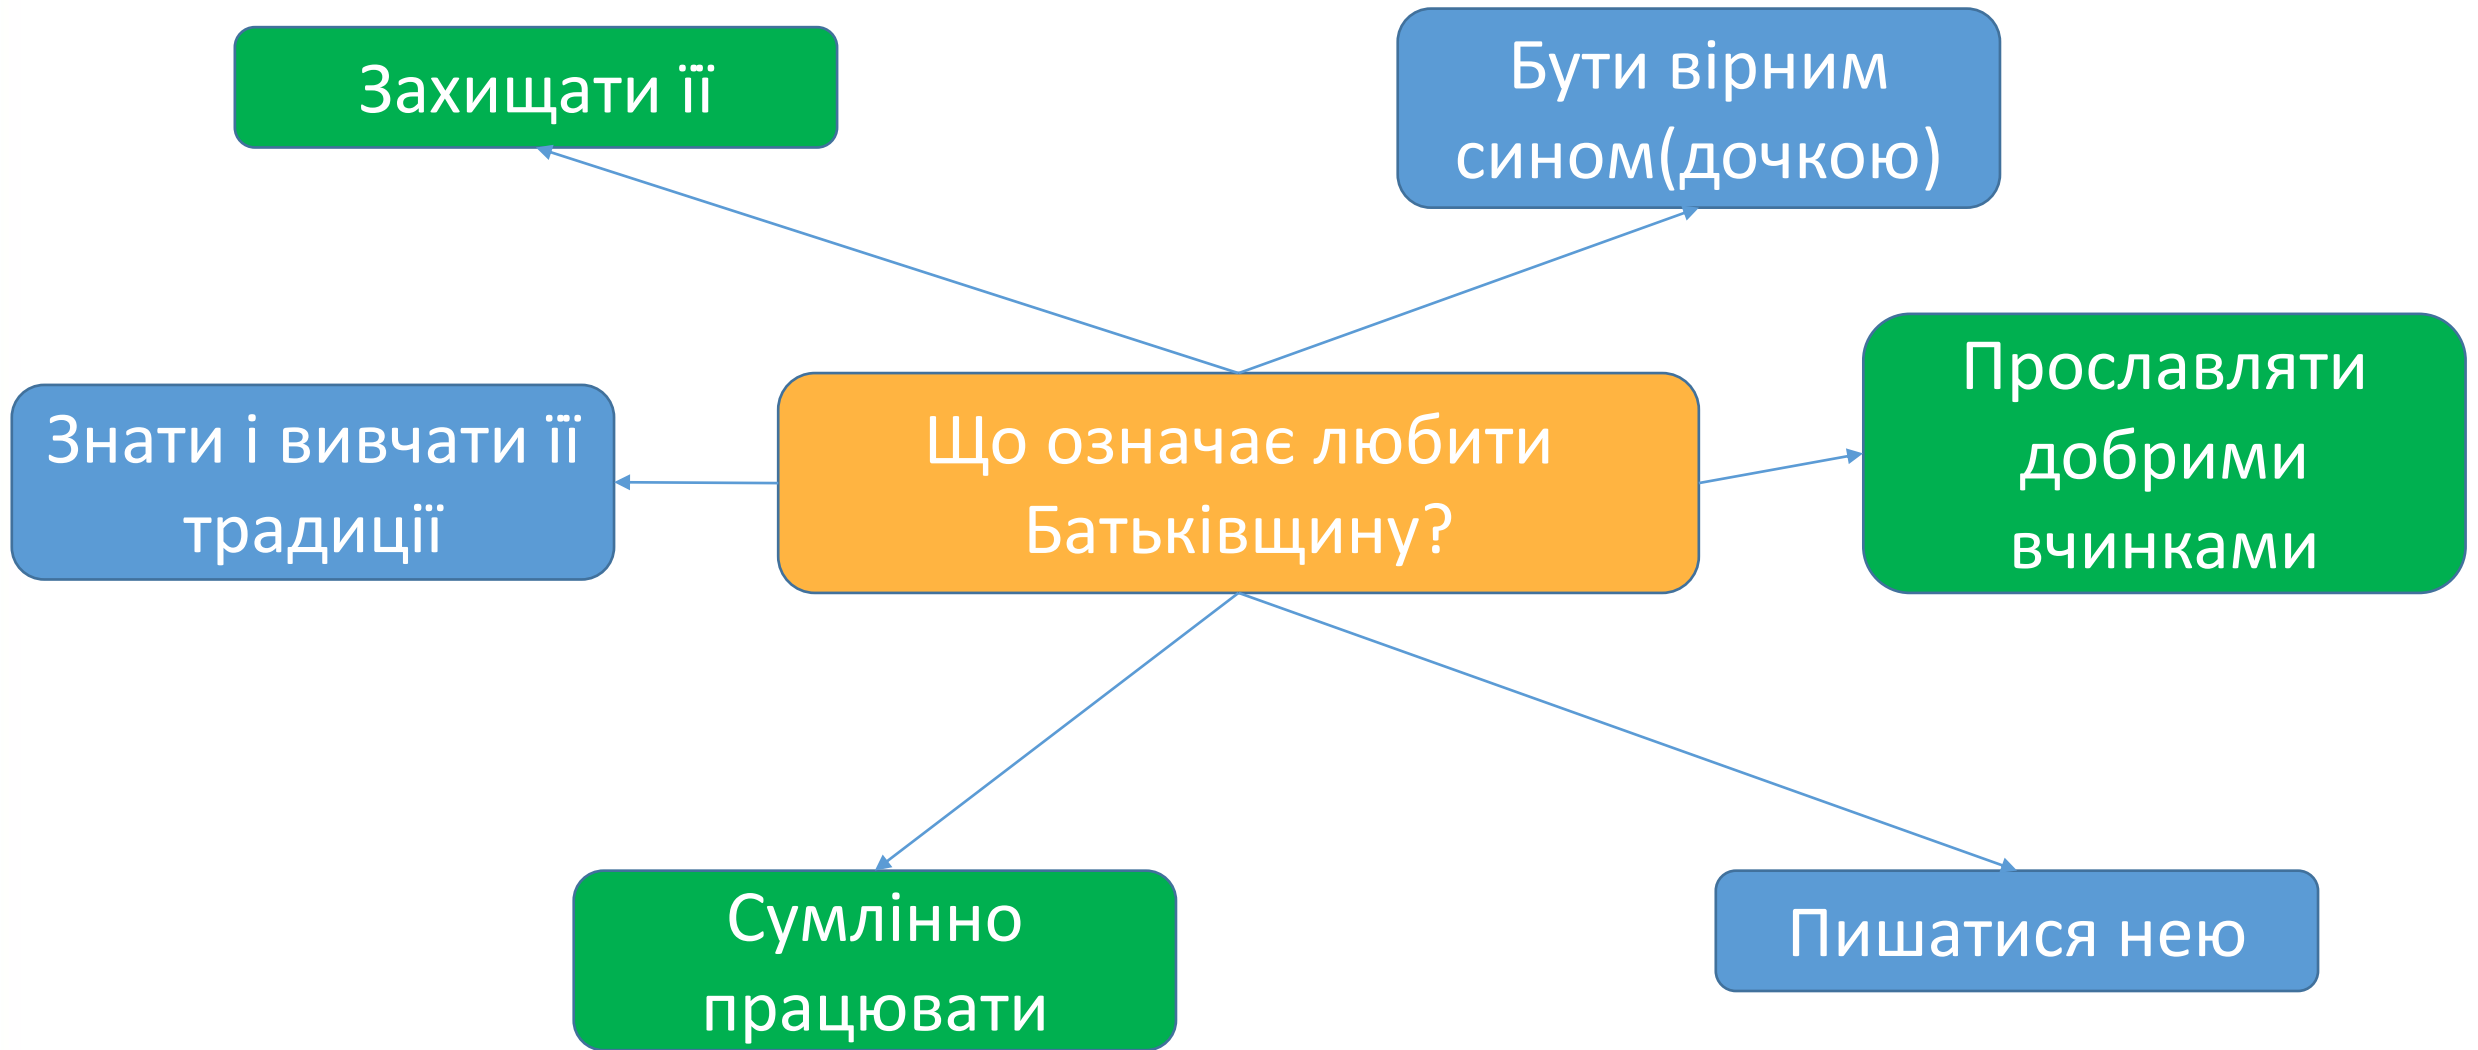 Захищати її
Бути вірним
сином(дочкою)
Знати і вивчати її
традиції
Що означає любити
Батьківщину?
Прославляти
добрими
вчинками
Сумлінно
працювати
Пишатися нею